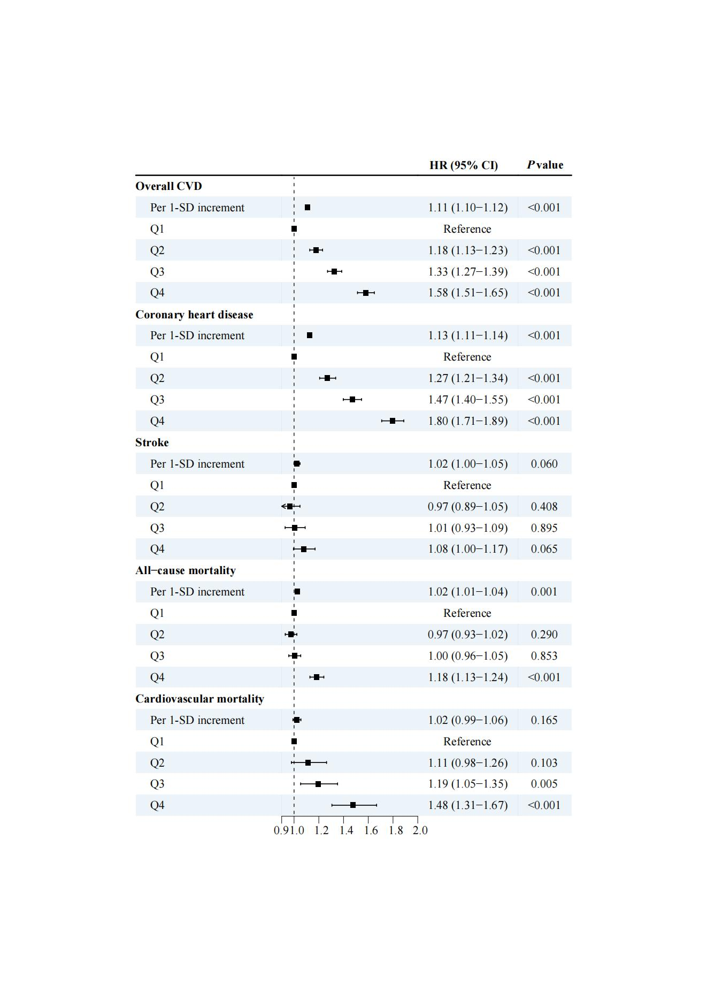 HR (95% CI) P value
Overall CVD
Per 1-SD increment 1.11 (1.10−1.12) <0.001
Q1 Reference
Q2 1.18 (1.13−1.23) <0.001
Q3 1.33 (1.27−1.39) <0.001
Q4 1.58 (1.51−1.65) <0.001
Coronary heart disease
Per 1-SD increment 1.13 (1.11−1.14) <0.001
Q1 Reference
Q2 1.27 (1.21−1.34) <0.001
Q3 1.47 (1.40−1.55) <0.001
Q4 1.80 (1.71−1.89) <0.001
Stroke
Per 1-SD increment 1.02 (1.00−1.05) 0.060
Q1 Reference
Q2 0.97 (0.89−1.05) 0.408
Q3 1.01 (0.93−1.09) 0.895
Q4 1.08 (1.00−1.17) 0.065
All−cause mortality
Per 1-SD increment 1.02 (1.01−1.04) 0.001
Q1 Reference
Q2 0.97 (0.93−1.02) 0.290
Q3 1.00 (0.96−1.05) 0.853
Q4 1.18 (1.13−1.24) <0.001
Cardiovascular mortality
Per 1-SD increment 1.02 (0.99−1.06) 0.165
Q1 Reference
Q2 1.11 (0.98−1.26) 0.103
Q3 1.19 (1.05−1.35) 0.005
Q4 1.48 (1.31−1.67) <0.001
0.9 1.0 1.2 1.4 1.6 1.8 2.0